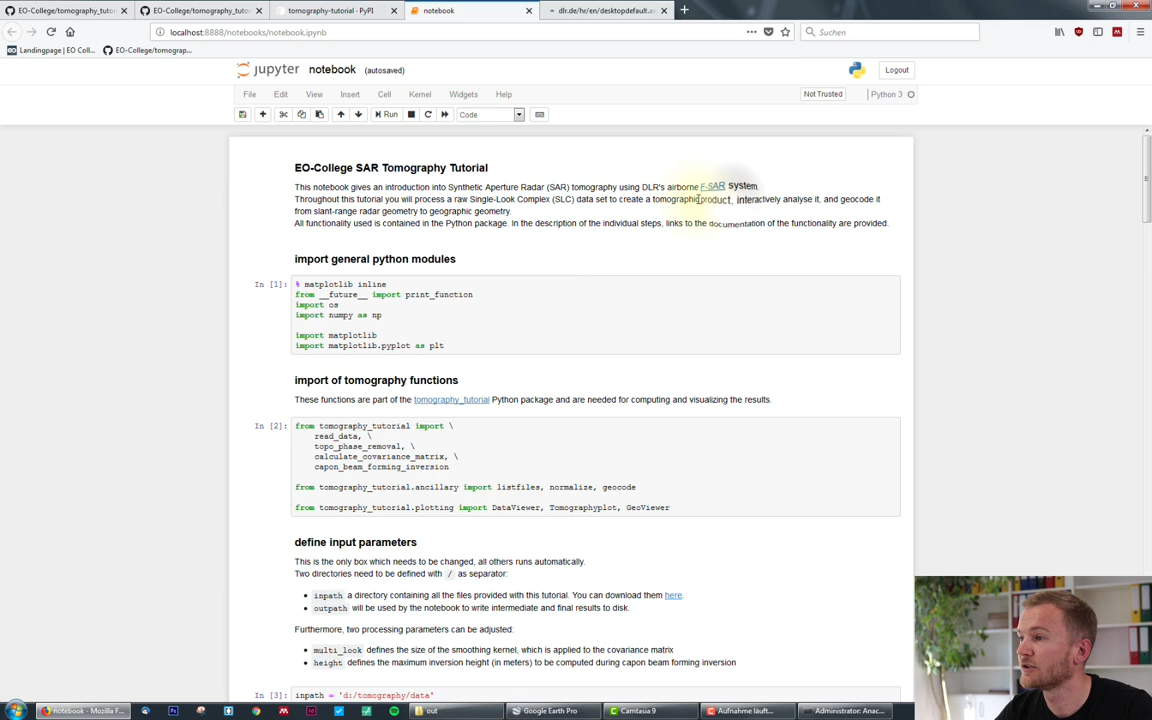 EO-College/tomography_tuto
EO-College/tomography_tuto
tomography-tutorial · PyPI
notebook
dlr.de/hr/en/desktopdefault.a
localhost:8888/notebooks/notebook.ipynb
Suchen
Landingpage | EO Coll...
EO-College/tomograp...
jupyter notebook (autosaved)
Logout
File Edit View Insert Cell Kernel Widgets Help
Not Trusted
Python 3
Run
Code
EO-College SAR Tomography Tutorial
This notebook gives an introduction into Synthetic Aperture Radar (SAR) tomography using DLR's airborne F-SAR system.
Throughout this tutorial you will process a raw Single-Look Complex (SLC) data set to create a tomographic product, interactively analyse it, and geocode it
from slant-range radar geometry to geographic geometry.
All functionality used is contained in the Python package. In the description of the individual steps, links to the documentation of the functionality are provided.
import general python modules
In [1]:
% matplotlib inline
from __future__ import print_function
import os
import numpy as np
import matplotlib
import matplotlib.pyplot as plt
import of tomography functions
These functions are part of the tomography_tutorial Python package and are needed for computing and visualizing the results.
In [2]:
from tomography_tutorial import \
read_data, \
topo_phase_removal, \
calculate_covariance_matrix, \
capon_beam_forming_inversion
from tomography_tutorial.ancillary import listfiles, normalize, geocode
from tomography_tutorial.plotting import DataViewer, Tomographyplot, GeoViewer
define input parameters
This is the only box which needs to be changed, all others runs automatically.
Two directories need to be defined with / as separator:
• inpath a directory containing all the files provided with this tutorial. You can download them here.
• outpath will be used by the notebook to write intermediate and final results to disk.
Furthermore, two processing parameters can be adjusted:
• multi_look defines the size of the smoothing kernel, which is applied to the covariance matrix
• height defines the maximum inversion height (in meters) to be computed during capon beam forming inversion
In [3]:
inpath = 'd:/tomography/data'
notebook - Mozilla F...
out
Google Earth Pro
Camtasia 9
Aufnahme läuft...
Administrator: Anac...